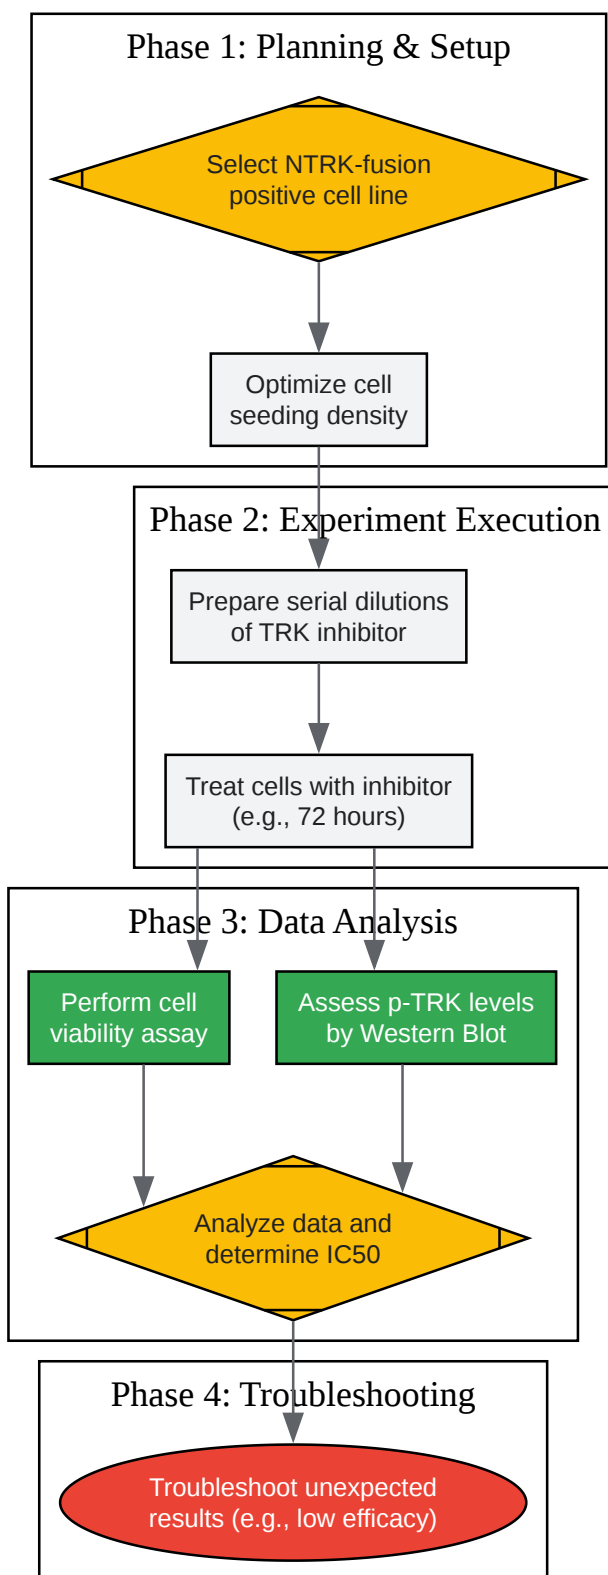 Phase 1: Planning & Setup
Select NTRK-fusion
positive cell line
Optimize cell
seeding density
Phase 2: Experiment Execution
Prepare serial dilutions
of TRK inhibitor
Treat cells with inhibitor
(e.g., 72 hours)
Phase 3: Data Analysis
Perform cell
viability assay
Assess p-TRK levels
by Western Blot
Analyze data and
determine IC50
Phase 4: Troubleshooting
Troubleshoot unexpected
results (e.g., low efficacy)